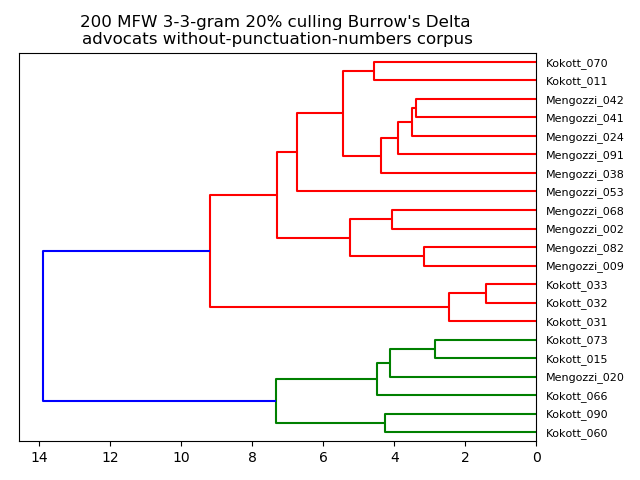 200 MFW 3-3-gram 20% culling Burrow's Delta
advocats without-punctuation-numbers corpus
Kokott_070
Kokott_011
Mengozzi_042
Mengozzi_041
Mengozzi_024
Mengozzi_091
Mengozzi_038
Mengozzi_053
Mengozzi_068
Mengozzi_002
Mengozzi_082
Mengozzi_009
Kokott_033
Kokott_032
Kokott_031
Kokott_073
Kokott_015
Mengozzi_020
Kokott_066
Kokott_090
Kokott_060
14 12 10 8 6 4 2 0